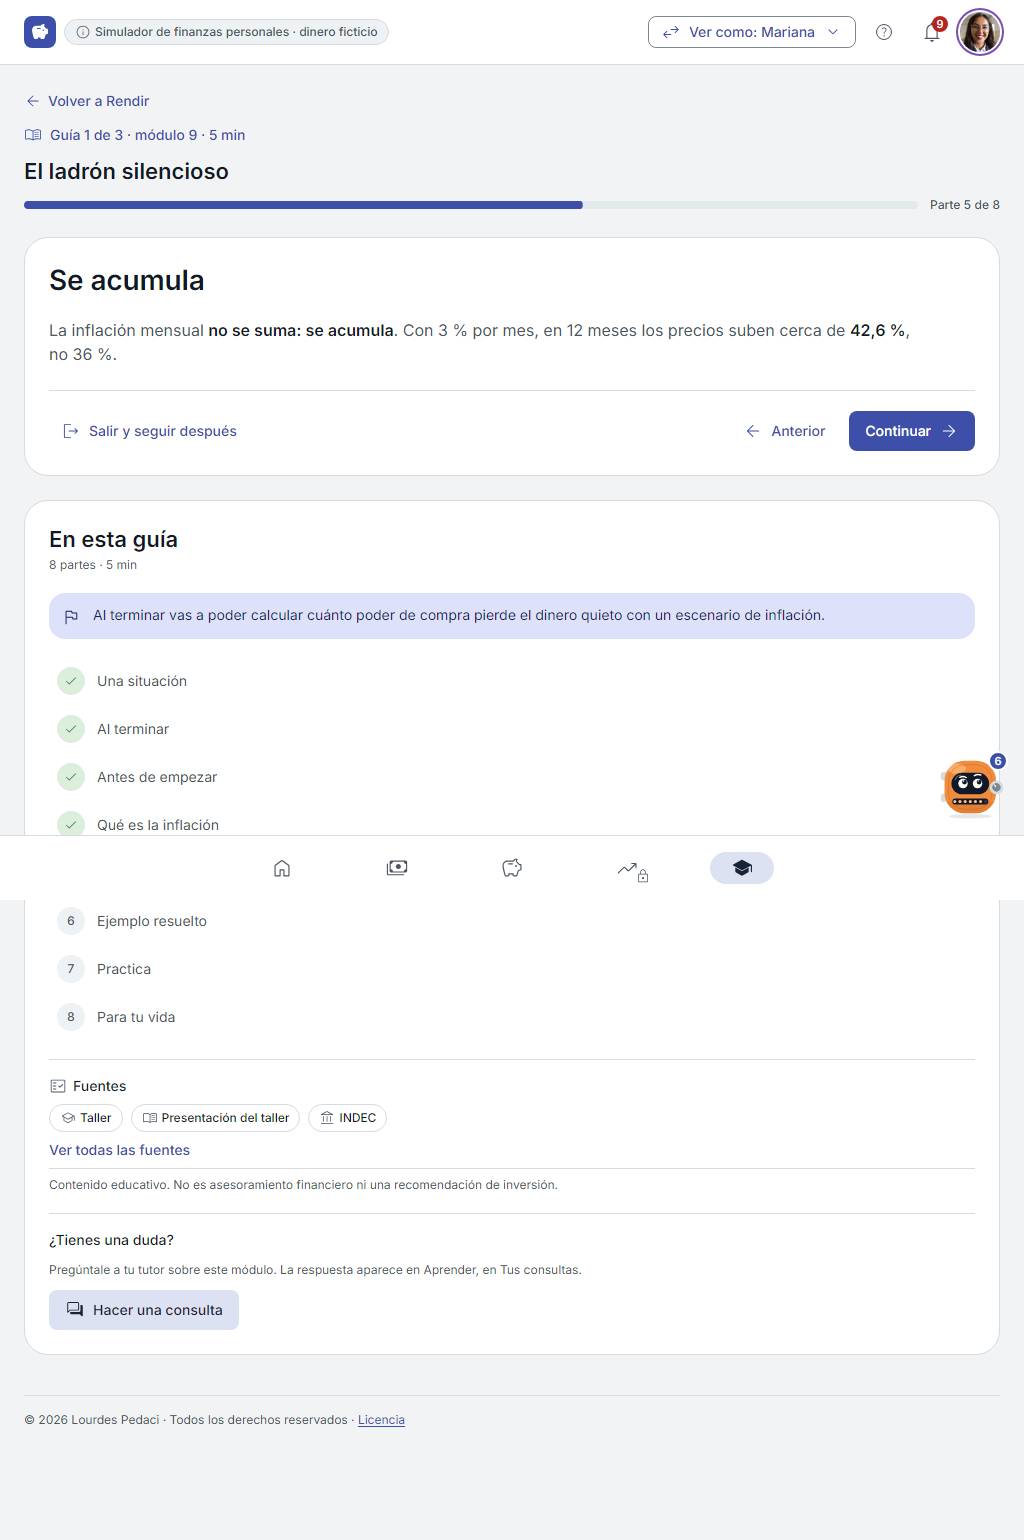 Simulador de finanzas personales · dinero ficticio
Ver como: Mariana
9
Volver a Rendir
Guía 1 de 3 · módulo 9 · 5 min
El ladrón silencioso
Parte 5 de 8
Se acumula
La inflación mensual no se suma: se acumula. Con 3 % por mes, en 12 meses los precios suben cerca de 42,6 %,
no 36 %.
Salir y seguir después
Anterior
Continuar
En esta guía
8 partes · 5 min
Al terminar vas a poder calcular cuánto poder de compra pierde el dinero quieto con un escenario de inflación.
Una situación
Al terminar
Antes de empezar
6
Qué es la inflación
6 Ejemplo resuelto
7 Practica
8 Para tu vida
Fuentes
Taller
Presentación del taller
INDEC
Ver todas las fuentes
Contenido educativo. No es asesoramiento financiero ni una recomendación de inversión.
¿Tienes una duda?
Pregúntale a tu tutor sobre este módulo. La respuesta aparece en Aprender, en Tus consultas.
Hacer una consulta
© 2026 Lourdes Pedaci · Todos los derechos reservados · Licencia